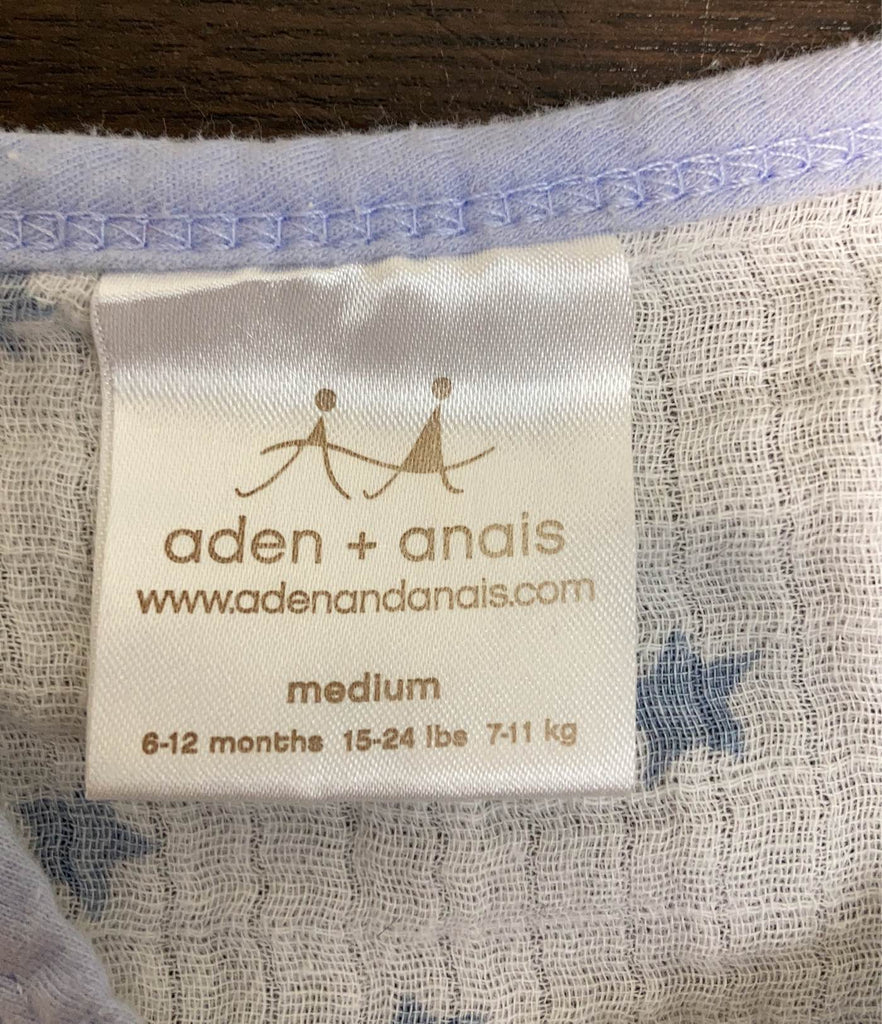 aden + anais
www.adenandanais.com
medium
6-12 months 15-24 lbs 7-11 kg